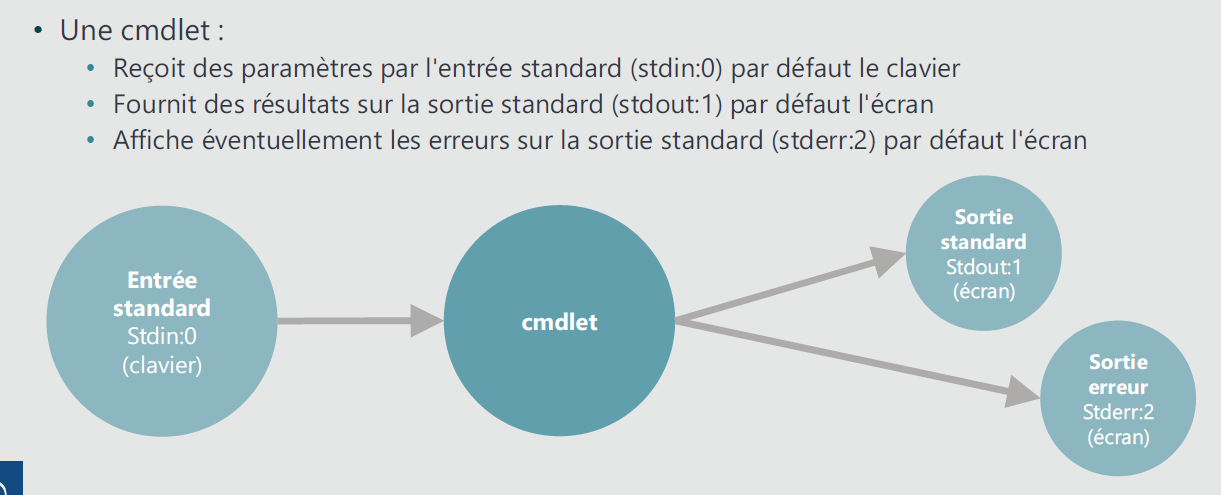 • Une cmdlet :
• Reçoit des paramètres par l'entrée standard (stdin:0) par défaut le clavier
• Fournit des résultats sur la sortie standard (stdout:1) par défaut l'écran
• Affiche éventuellement les erreurs sur la sortie standard (stderr:2) par défaut l'écran
Entrée
standard
Stdin:0
(clavier)
cmdlet
Sortie
standard
Stdout:1
(écran)
Sortie
erreur
Stderr:2
(écran)